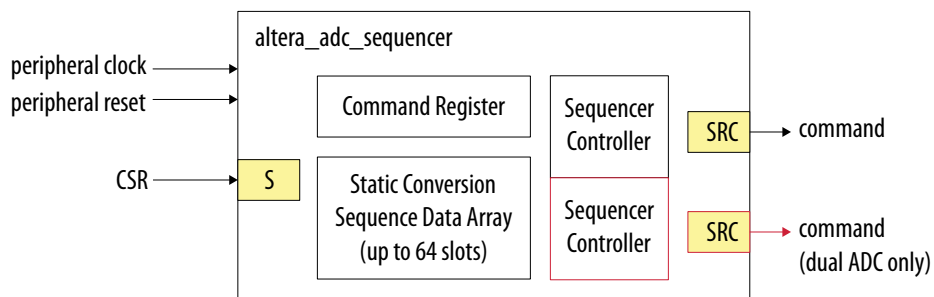 altera_adc_sequencer
peripheral clock
peripheral reset
Command Register
Sequencer
Controller
SRC
command
CSR
S
Static Conversion
Sequence Data Array
(up to 64 slots)
Sequencer
Controller
SRC
command
(dual ADC only)